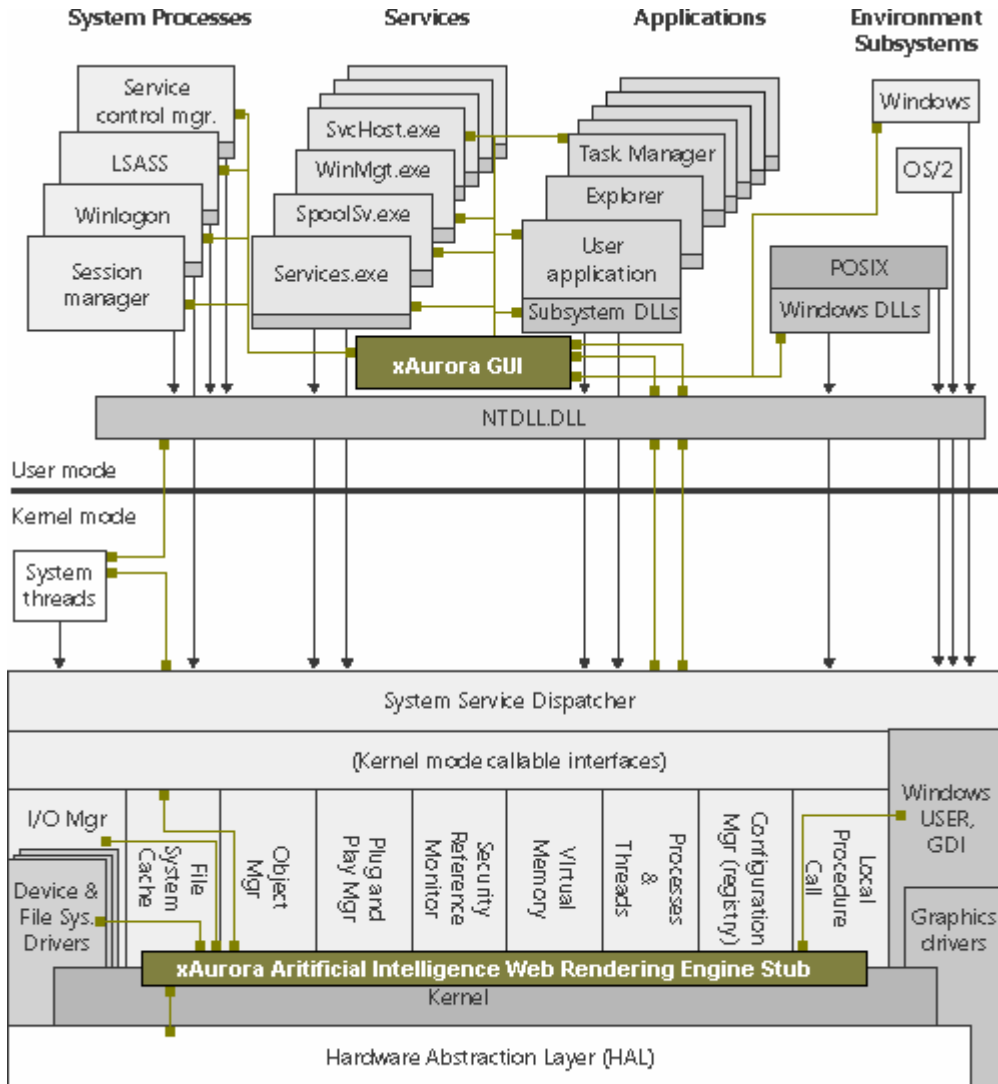 System Processes
Services
Applications
Environment
Subsystems
Service
control mgr.
LSASS
Winlogon
Session
manager
SvcHost.exe
WinMgt.exe
SpoolSv.exe
Services.exe
Task Manager
Explorer
User
application
Subsystem DLLs
Windows
OS/2
POSIX
Windows DLLs
xAurora GUI
NTDLL.DLL
User mode
Kernel mode
System
threads
System Service Dispatcher
(Kernel mode callable interfaces)
I/O Mgr
Device &
File Sys.
Drivers
File
System
Cache
Object
Mgr
Plug and
Play Mgr
Security
Reference
Monitor
Virtual
Memory
Processes
&
Threads
Configuration
Mgr (registry)
Local
Procedure
Call
Windows
USER,
GDI
Graphics
drivers
xAurora Aritificial Intelligence Web Rendering Engine Stub
Kernel
Hardware Abstraction Layer (HAL)